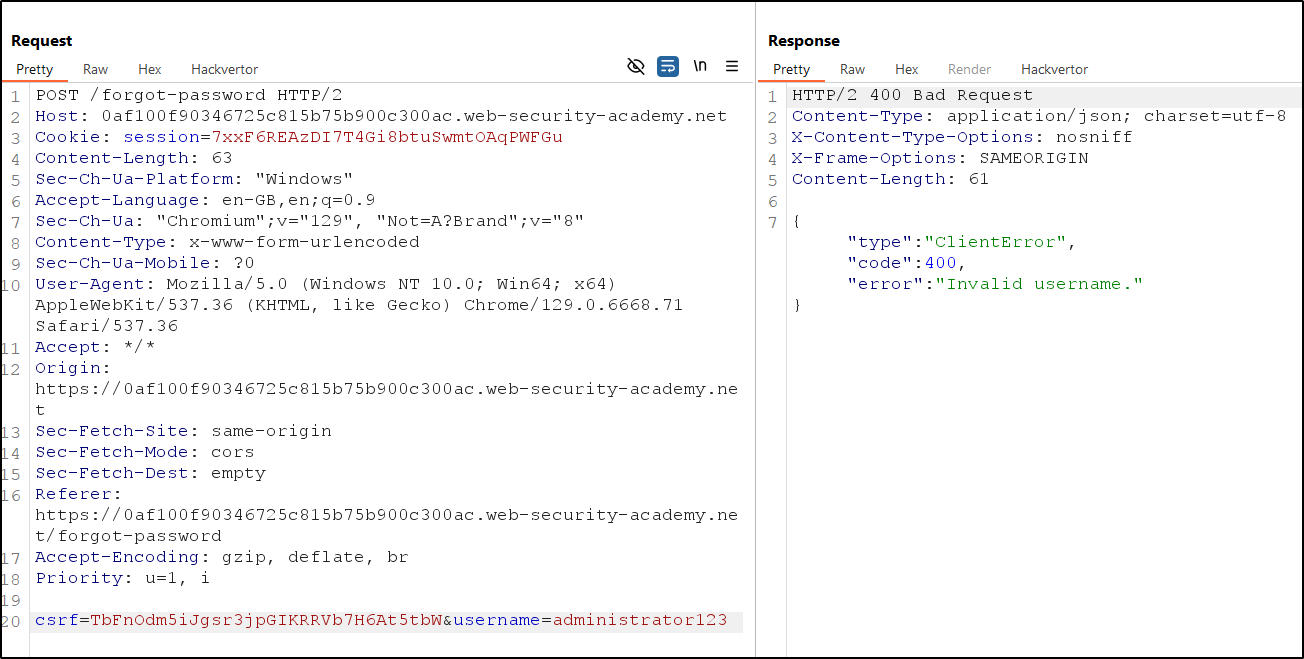 Request
Pretty Raw Hex Hackvertor \n
1 POST /forgot-password HTTP/2
2 Host: 0af100f90346725c815b75b900c300ac.web-security-academy.net
3 Cookie: session=7xxF6REAzDI7T4Gi8btuSwmtOAqPWFGu
4 Content-Length: 63
5 Sec-Ch-Ua-Platform: "Windows"
6 Accept-Language: en-GB,en;q=0.9
7 Sec-Ch-Ua: "Chromium";v="129", "Not=A?Brand";v="8"
8 Content-Type: x-www-form-urlencoded
9 Sec-Ch-Ua-Mobile: ?0
10 User-Agent: Mozilla/5.0 (Windows NT 10.0; Win64; x64)
AppleWebKit/537.36 (KHTML, like Gecko) Chrome/129.0.6668.71
Safari/537.36
11 Accept: */*
12 Origin:
https://0af100f90346725c815b75b900c300ac.web-security-academy.ne
t
13 Sec-Fetch-Site: same-origin
14 Sec-Fetch-Mode: cors
15 Sec-Fetch-Dest: empty
16 Referer:
https://0af100f90346725c815b75b900c300ac.web-security-academy.ne
t/forgot-password
17 Accept-Encoding: gzip, deflate, br
18 Priority: u=1, i
19
20 csrf=TbFnOdm5iJgsr3jpGIKRRVb7H6At5tbW&username=administrator123
Response
Pretty Raw Hex Render Hackvertor
1 HTTP/2 400 Bad Request
2 Content-Type: application/json; charset=utf-8
3 X-Content-Type-Options: nosniff
4 X-Frame-Options: SAMEORIGIN
5 Content-Length: 61
6
7 {
"type":"ClientError",
"code":400,
"error":"Invalid username."
}